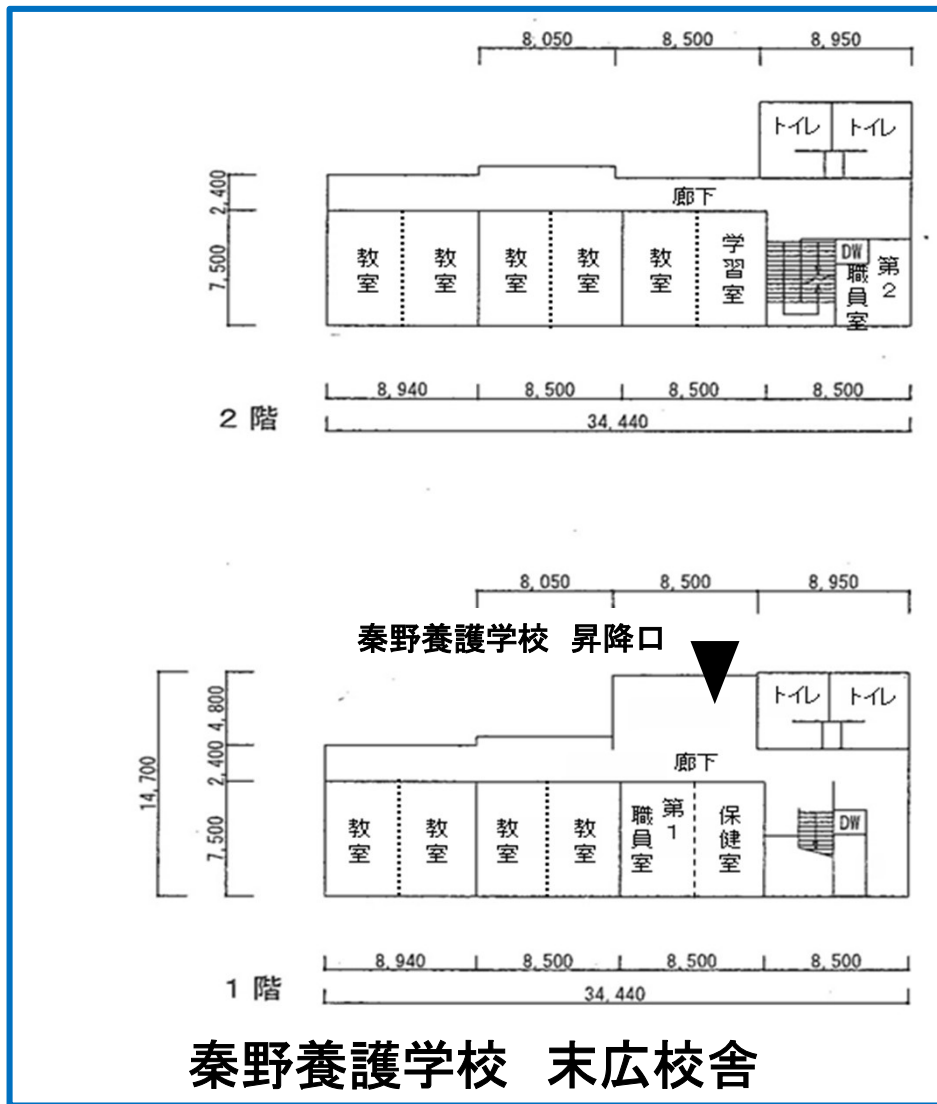 8,050 8,500 8,950
トイレ トイレ
2,400
廊下
7,500
教室 教室 教室 教室 教室 学習室 DW 第2職員室
8,940 8,500 8,500 8,500
2階
34,440
8,050 8,500 8,950
秦野養護学校 昇降口
トイレ トイレ
4,800
廊下
14,700
2,400
7,500
教室 教室 教室 教室 第1職員室 保健室 DW
8,940 8,500 8,500 8,500
1階
34,440
秦野養護学校 末広校舎